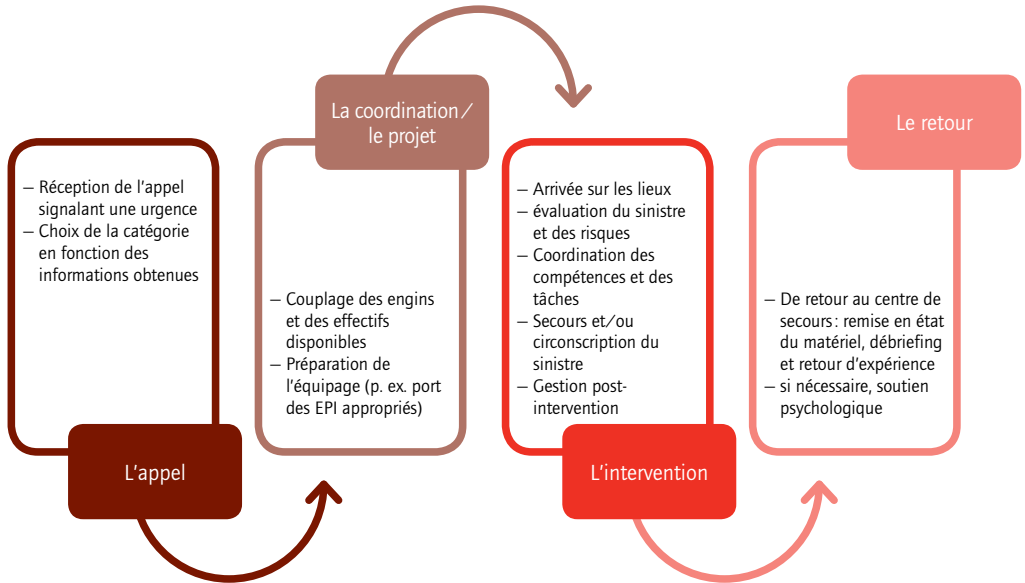 – Réception de l'appel
signalant une urgence
– Choix de la catégorie
en fonction des
informations obtenues
L'appel
La coordination/
le projet
– Couplage des engins
et des effectifs
disponibles
– Préparation de
l'équipage (p. ex. port
des EPI appropriés)
– Arrivée sur les lieux
– évaluation du sinistre
et des risques
– Coordination des
compétences et des
tâches
– Secours et/ou
circonscription du
sinistre
– Gestion post-
intervention
L'intervention
Le retour
– De retour au centre de
secours : remise en état
du matériel, débriefing
et retour d'expérience
– si nécessaire, soutien
psychologique